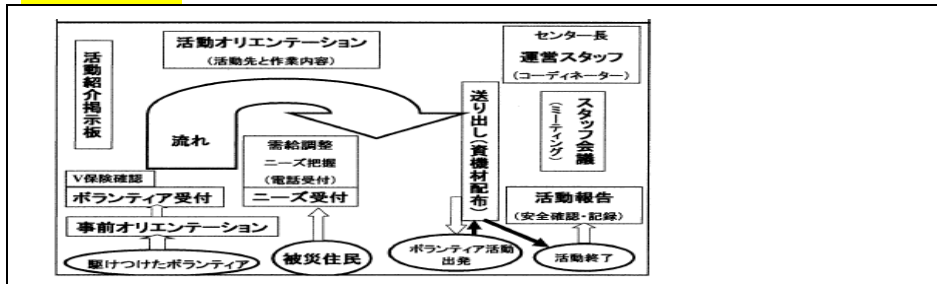 活動紹介掲示板
活動オリエンテーション
（活動先と作業内容）
センター長
運営スタッフ
（コーディネーター）
流れ
需給調整
ニーズ把握
（電話受付）
ニーズ受付
送り出し（資機材配布）
スタッフ会議
（ミーティング）
V保険確認
ボランティア受付
事前オリエンテーション
駆けつけたボランティア
被災住民
ボランティア活動
出発
活動報告
（安全確認・記録）
活動終了